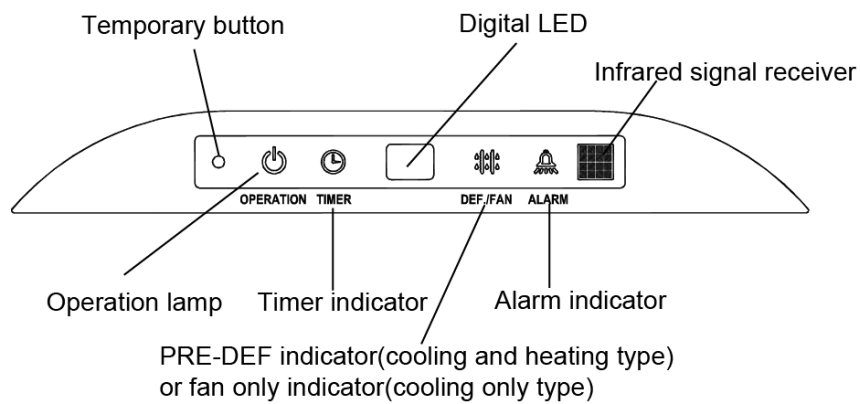 Temporary button
Digital LED
Infrared signal receiver
OPERATION TIMER
DEF./FAN ALARM
Operation lamp
Timer indicator
Alarm indicator
PRE-DEF indicator(cooling and heating type)
or fan only indicator(cooling only type)